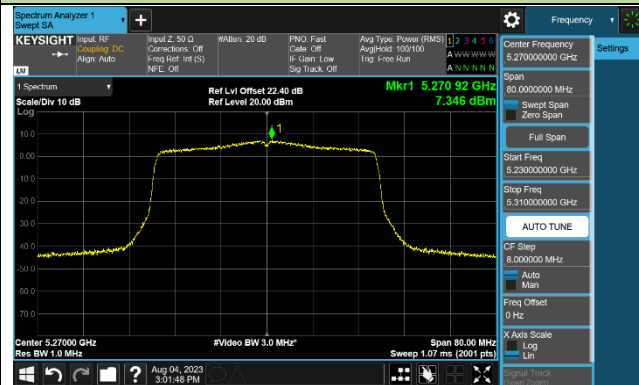 Spectrum Analyzer 1
Swept SA
Frequency
KEYSIGHT
Input: RF
Coupling: DC
Align: Auto
Input Z: 50 Ω
Corrections: Off
Freq Ref: Int (S)
NFE: Off
#Atten: 20 dB
PNO: Fast
Gate: Off
IF Gain: Low
Sig Track: Off
Avg Type: Power (RMS)
Avg|Hold: 100/100
Trig: Free Run
1 2 3 4 5 6
A W W W W W
A N N N N N
LXI
1 Spectrum
Scale/Div 10 dB
Log
Ref Lvl Offset 22.40 dB
Ref Level 20.00 dBm
Mkr1 5.270 92 GHz
7.346 dBm
1
10.0
0.00
-10.0
-20.0
-30.0
-40.0
-50.0
-60.0
-70.0
Center 5.27000 GHz
Res BW 1.0 MHz
#Video BW 3.0 MHz*
Span 80.00 MHz
Sweep 1.07 ms (2001 pts)
Aug 04, 2023
3:01:48 PM
Center Frequency
5.270000000 GHz
Span
80.0000000 MHz
Swept Span
Zero Span
Full Span
Start Freq
5.230000000 GHz
Stop Freq
5.310000000 GHz
AUTO TUNE
CF Step
8.000000 MHz
Auto
Man
Freq Offset
0 Hz
X Axis Scale
Log
Lin
Signal Track
(Span Zoom)
Settings